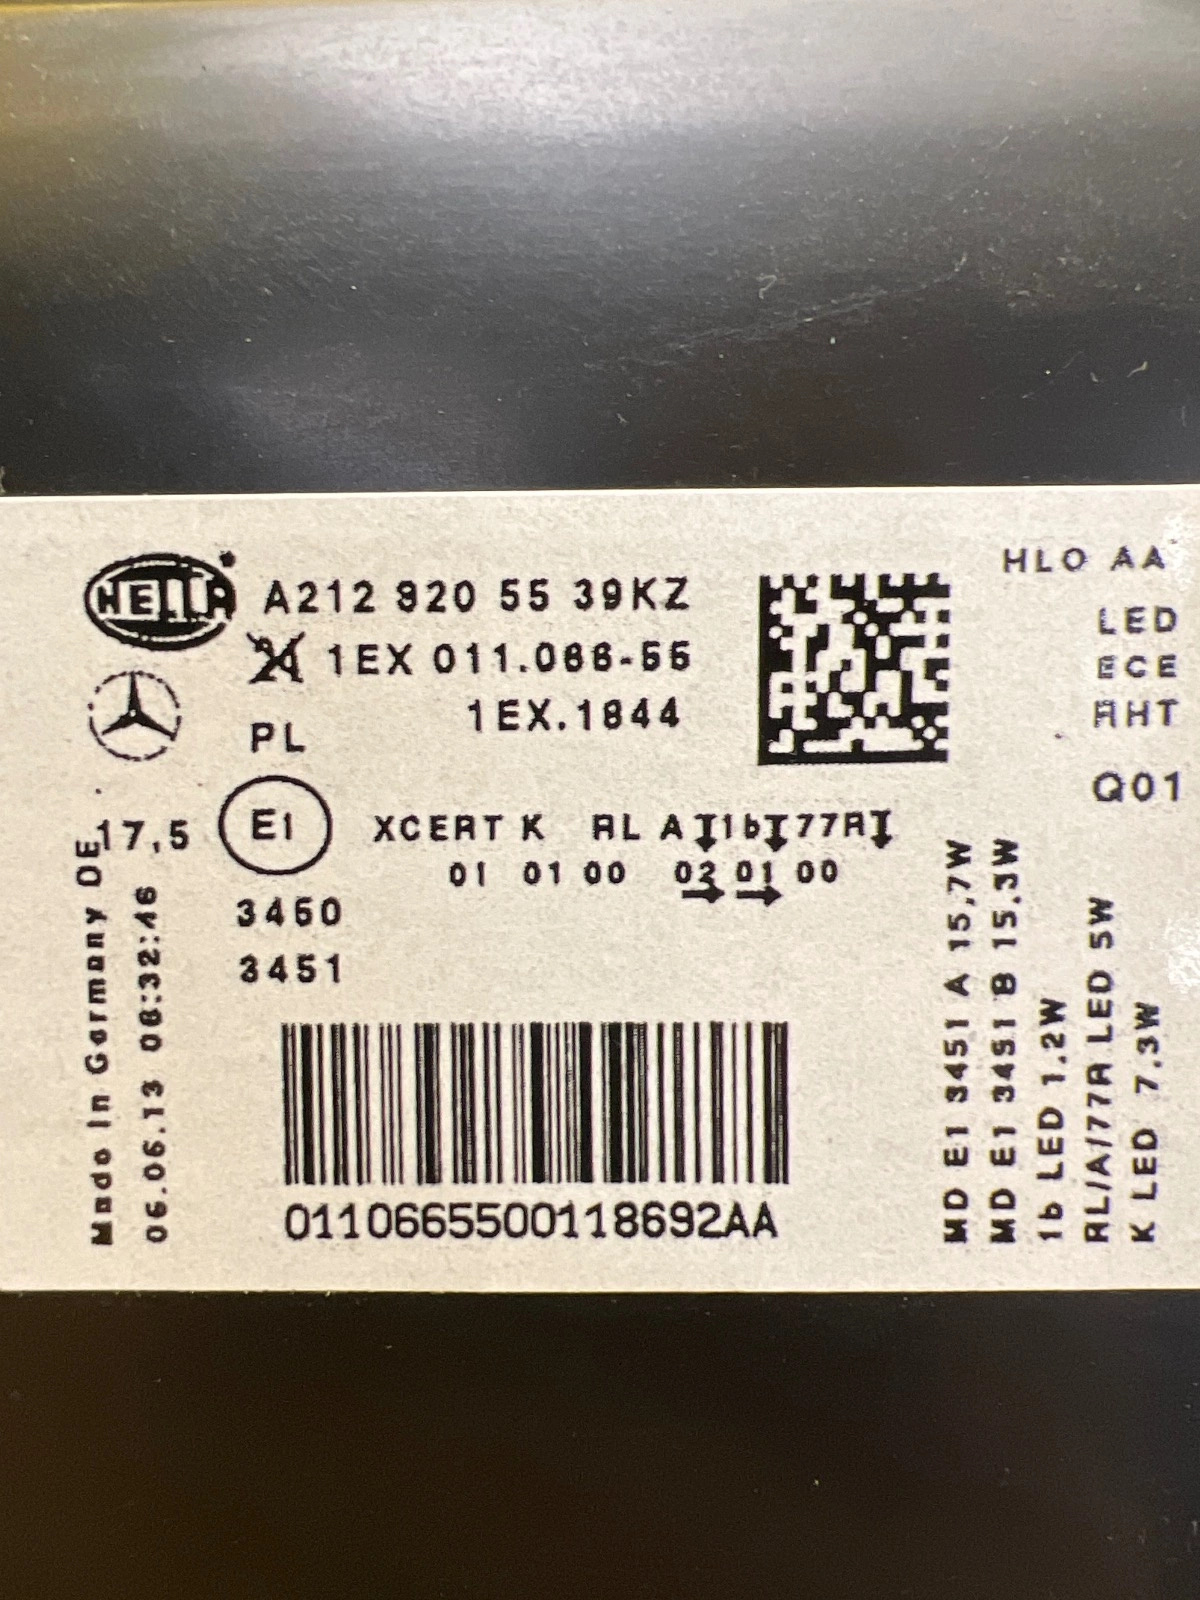 HELLA
A212 820 55 39KZ
24 1EX 011.066-55
1EX.1844
PL
HLO AA
LED
ECE
RHT
Q01
17,5
E1
XCERT K RL A 1b 77R
01 01 00 02 01 00
3450
3451
Made In Germany DE
06.06.13 06:32:46
MD E1 3451 A 15,7W
MD E1 3451 B 15,3W
1b LED 1,2W
RL/A/77R LED 5W
K LED 7,3W
0110665500118692AA